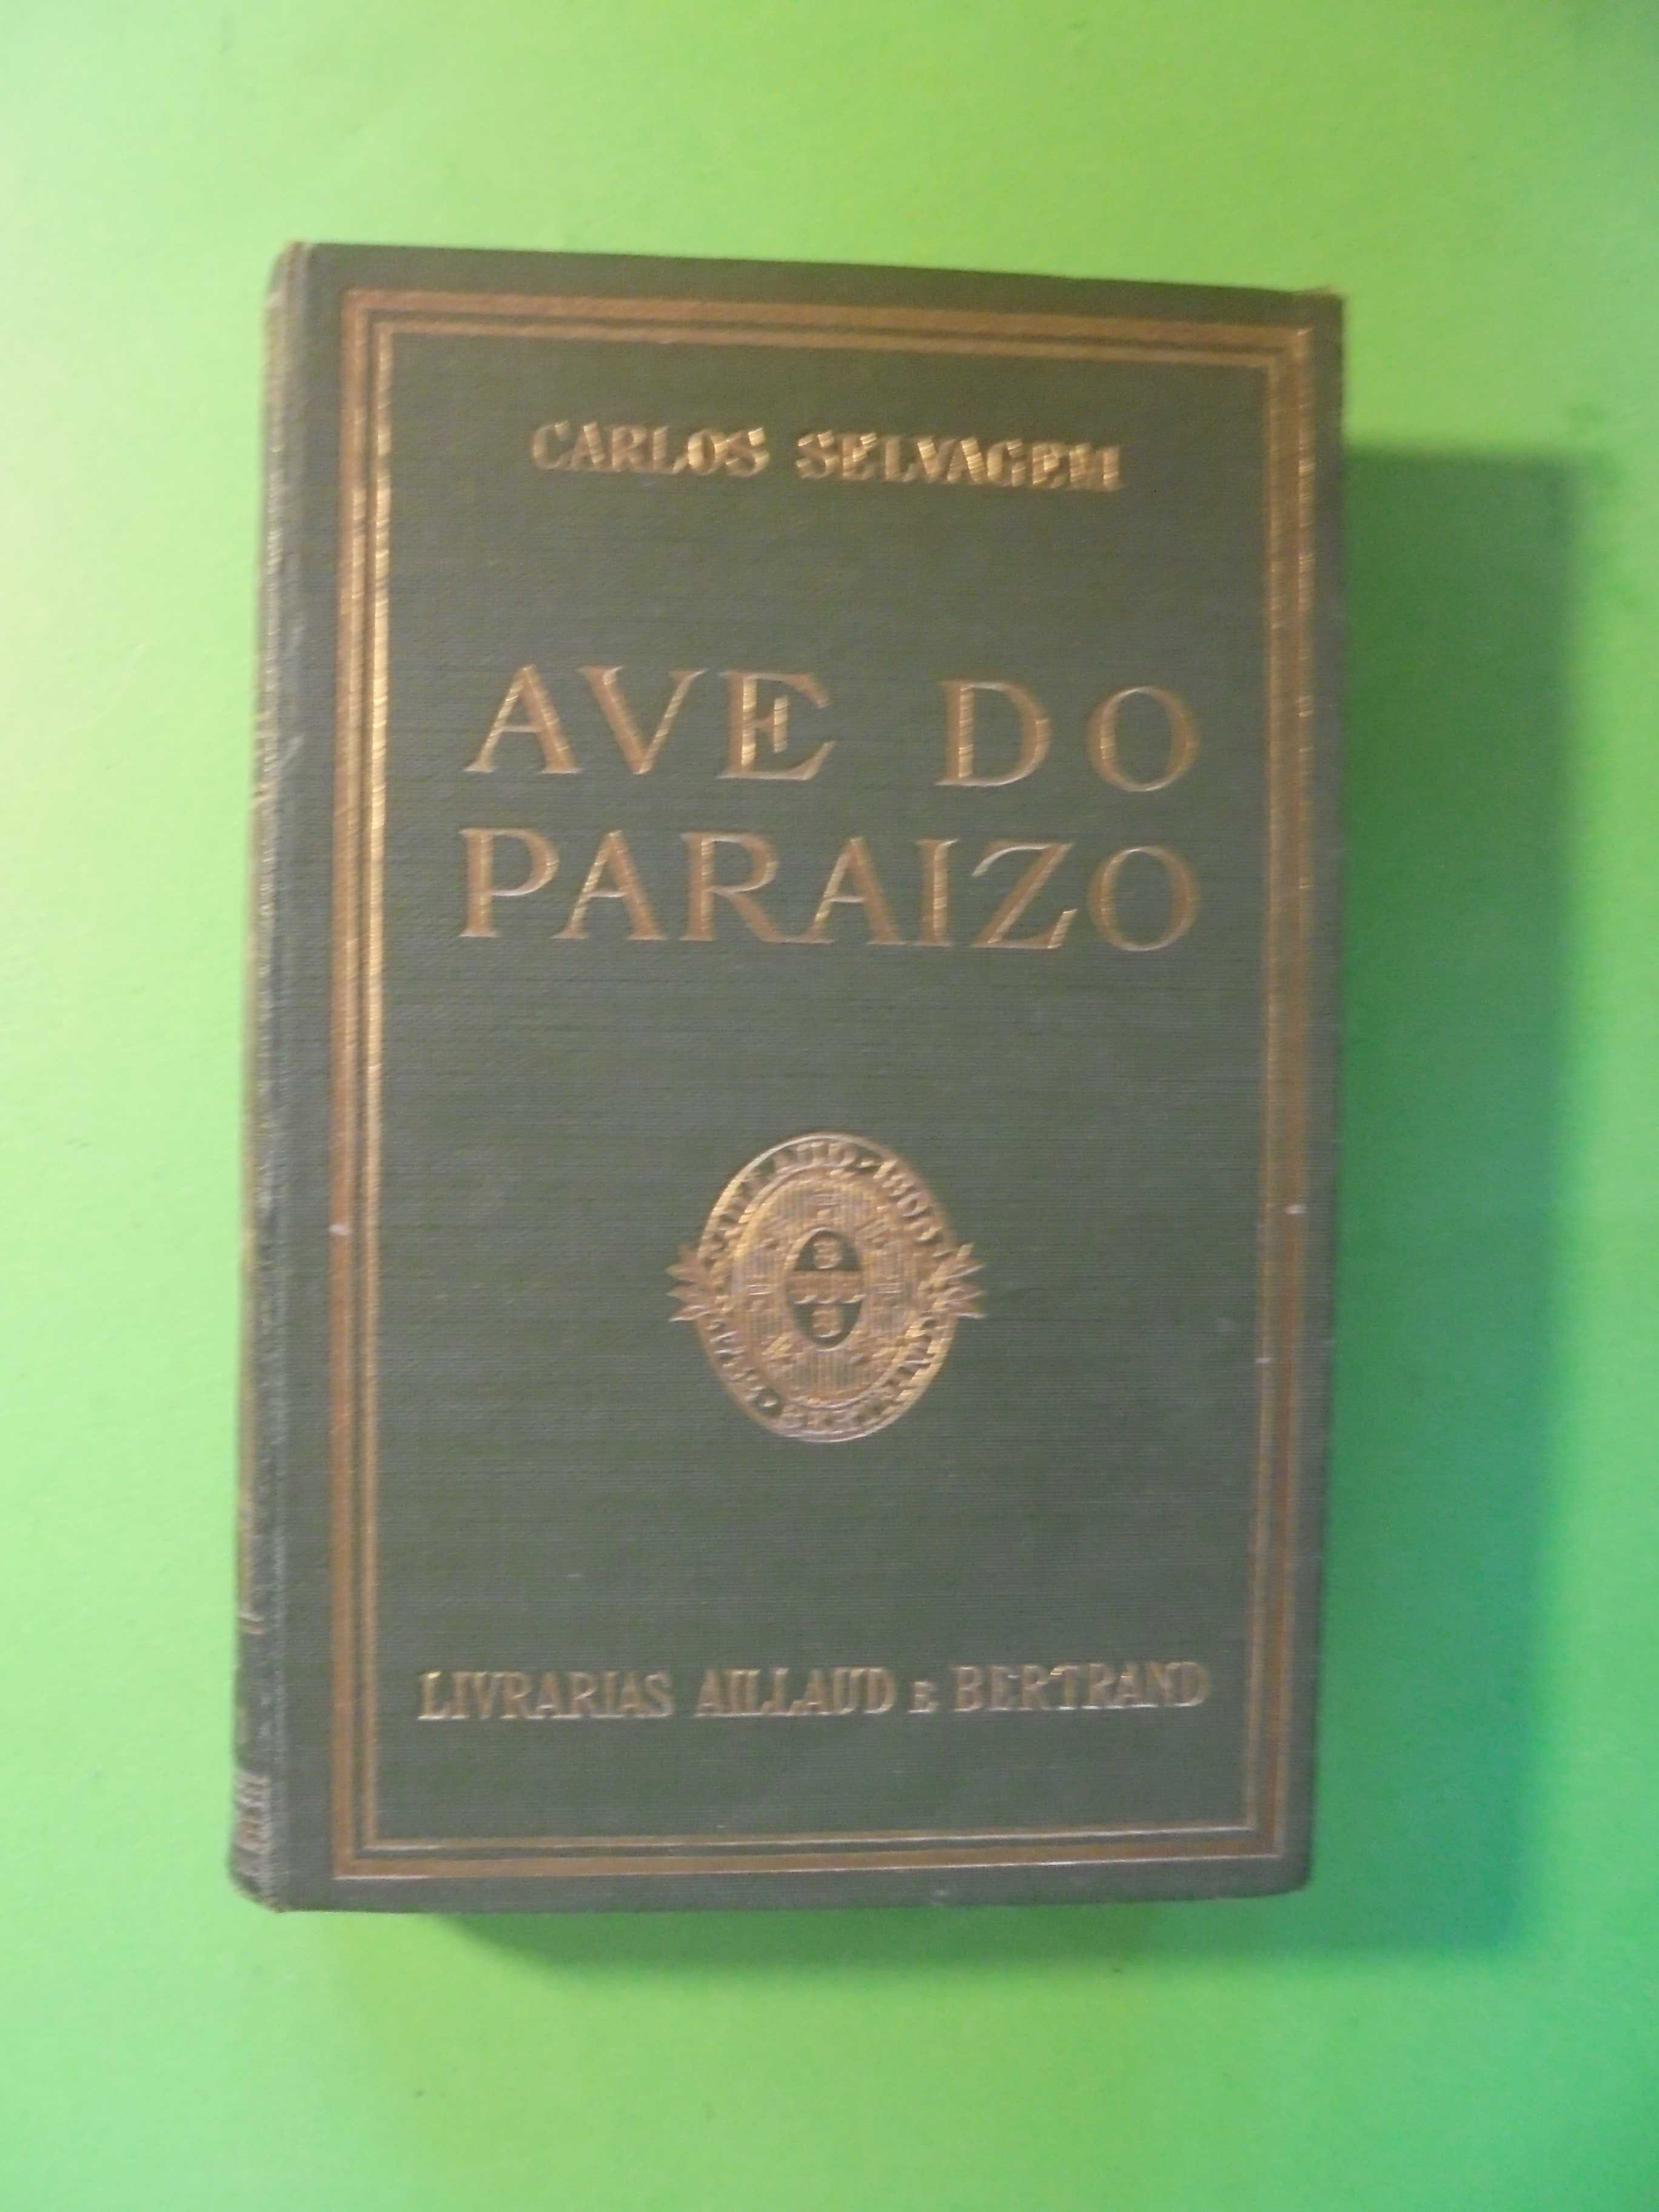 CARLOS SELVAGEM
AVE DO
PARAIZO
LIVRARIAS AILLAUD E BERTRAND